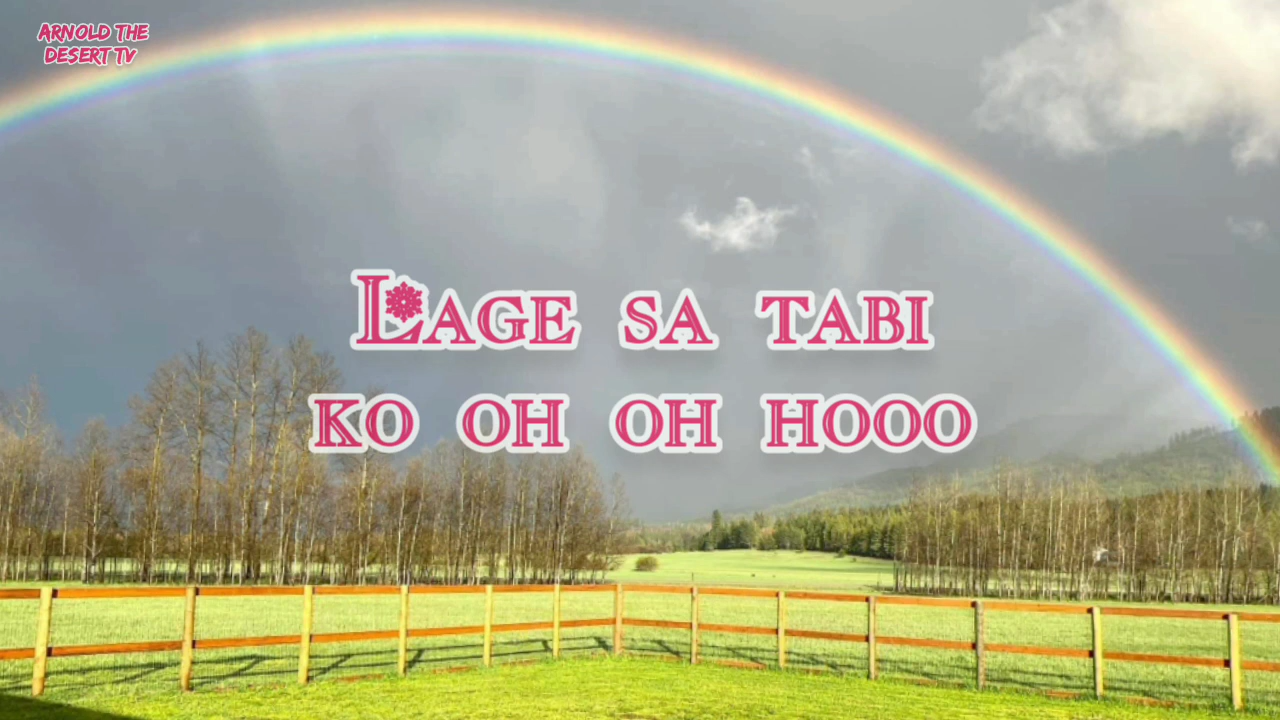 ARNOLD THE
DESERT TV
LAGE SA TABI
KO OH OH HOOO